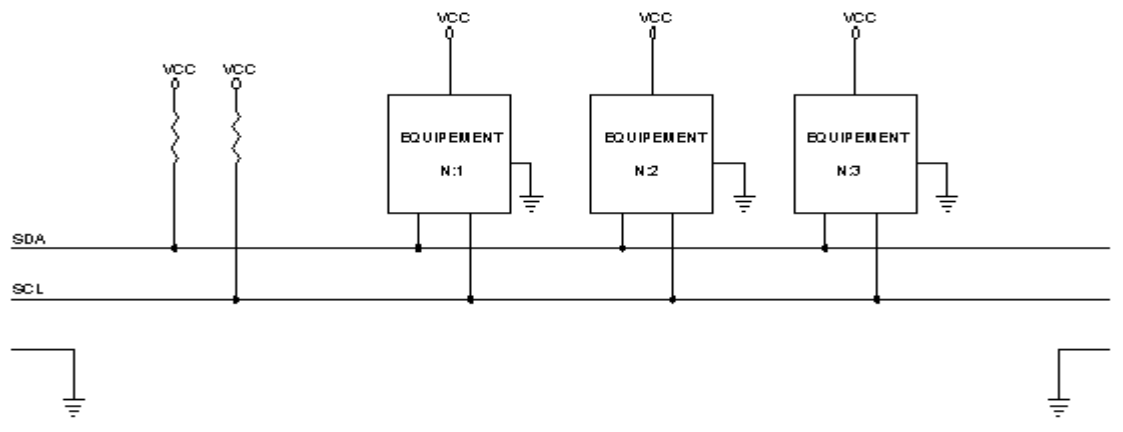 VCC VCC VCC
VCC VCC
EQUIPEMENT EQUIPEMENT EQUIPEMENT
N:1 N:2 N:3
SDA
SCL